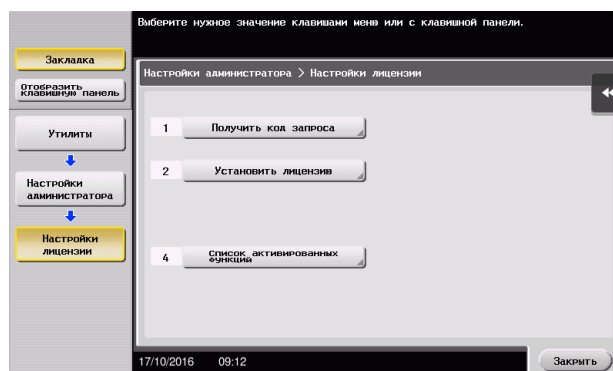 Выберите нужное значение клавишами меню или с клавишной панели.
Закладка
Отобразить
клавишную панель
Утилиты
Настройки
администратора
Настройки
лицензии
Настройки администратора > Настройки лицензии
1 Получить код запроса
2 Установить лицензию
4 Список активированных
функций
17/10/2016 09:12
Закрыть